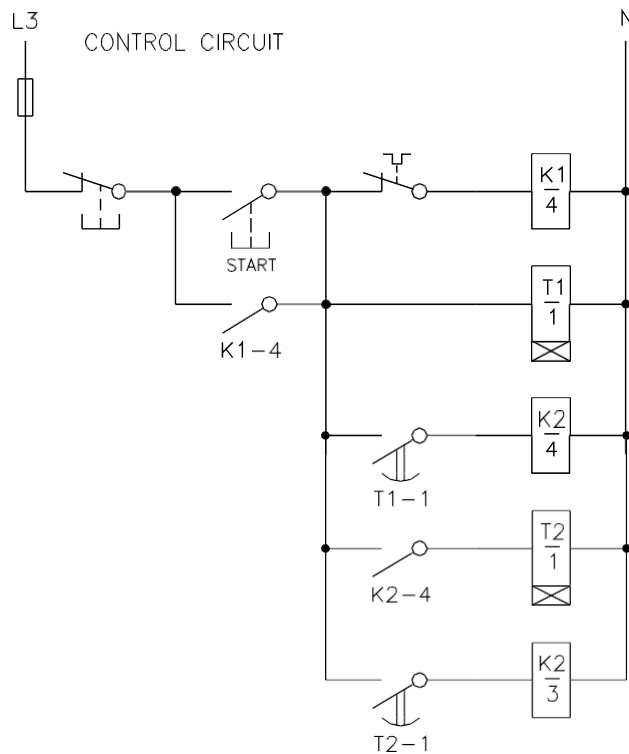 L3
N
CONTROL CIRCUIT
K1
4
START
T1
1
K1-4
K2
4
T1-1
T2
1
K2-4
K2
3
T2-1